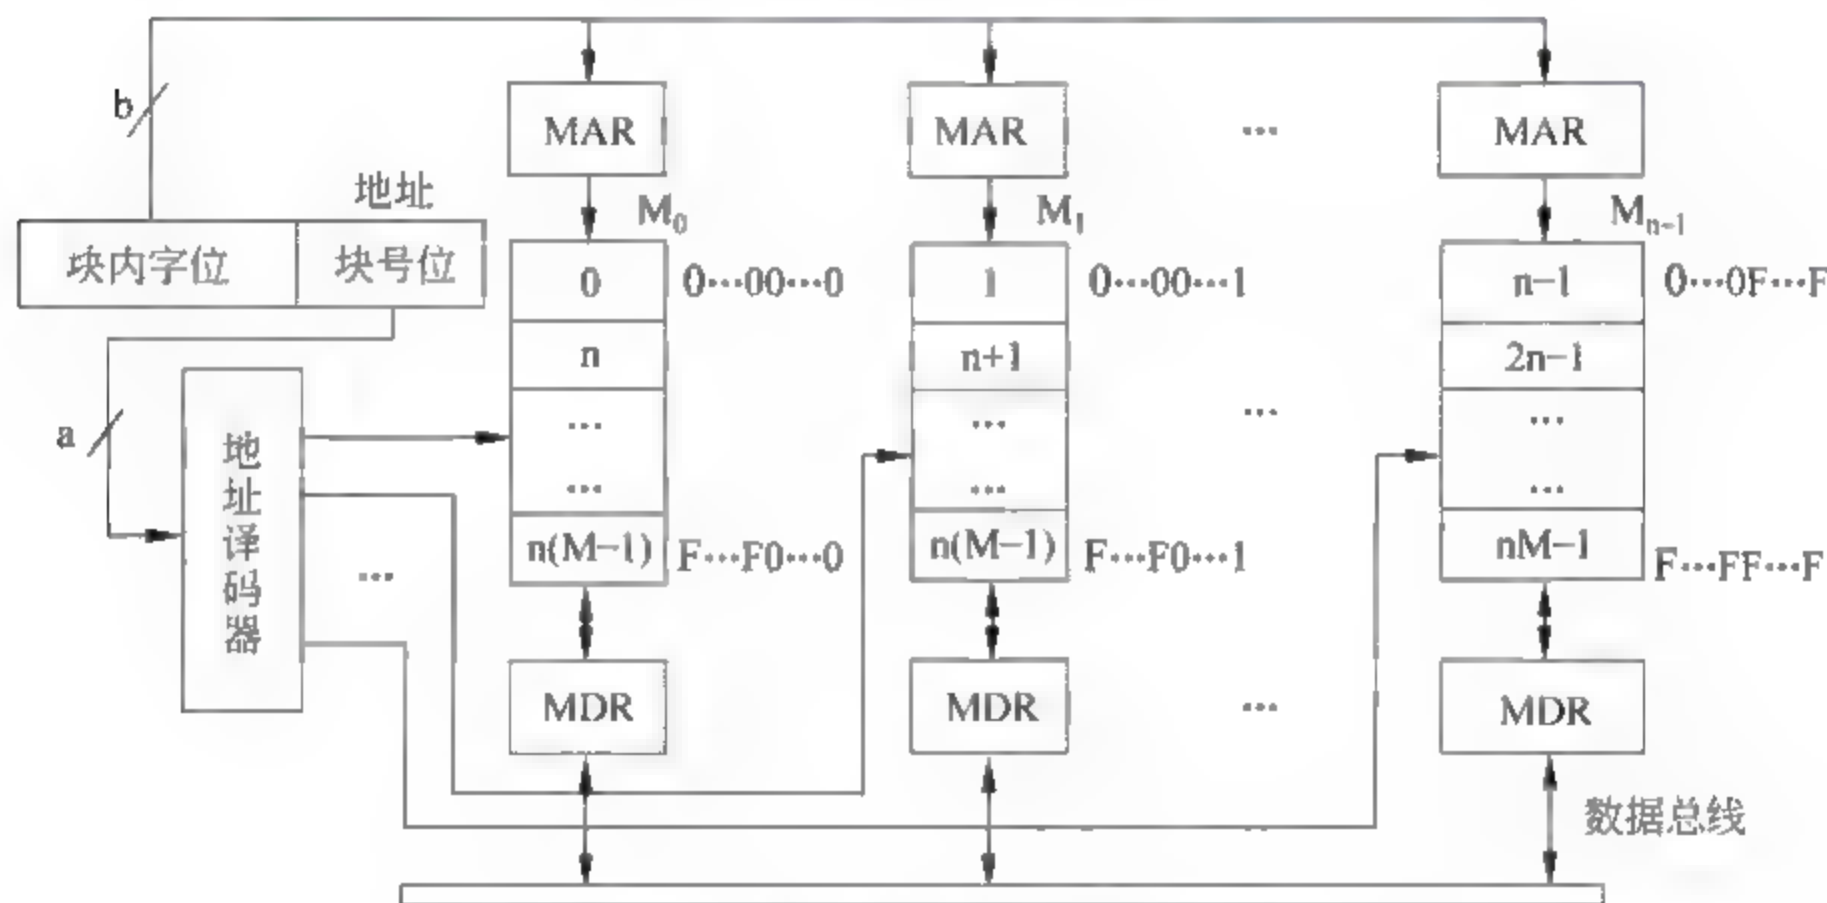 b
MAR
MAR
...
MAR
地址
M0
M1
Mn-1
块内字位
块号位
0
0…00…0
1
0…00…1
n-1
0…0F…F
n
n+1
2n-1
a
地址译码器
...
...
...
...
...
...
...
...
n(M-1)
F…F0…0
n(M-1)
F…F0…1
nM-1
F…FF…F
MDR
MDR
...
MDR
数据总线